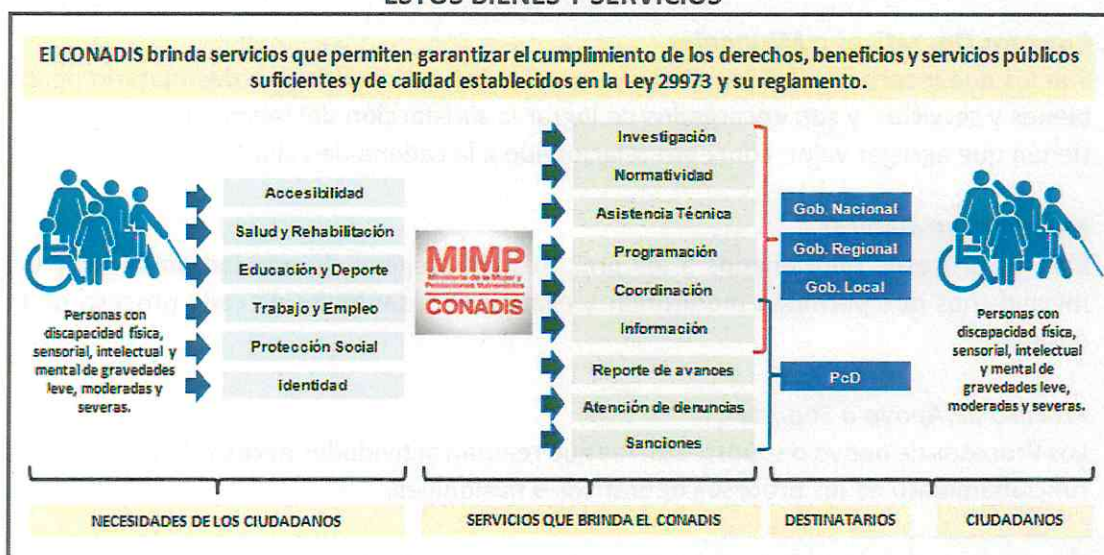 ESTOS BIENES Y SERVICIOS
El CONADIS brinda servicios que permiten garantizar el cumplimiento de los derechos, beneficios y servicios públicos
suficientes y de calidad establecidos en la Ley 29973 y su reglamento.
Personas con
discapacidad física,
sensorial, intelectual y
mental de gravedades
leve, moderadas y
severas.
Accesibilidad
Salud y Rehabilitación
Educación y Deporte
Trabajo y Empleo
Protección Social
identidad
MIMP
CONADIS
Investigación
Normatividad
Asistencia Técnica
Programación
Coordinación
Información
Reporte de avances
Atención de denuncias
Sanciones
Gob. Nacional
Gob. Regional
Gob. Local
PcD
Personas con
discapacidad física,
sensorial, intelectual
y mental de
gravedades leve,
moderadas y severas.
NECESIDADES DE LOS CIUDADANOS
SERVICIOS QUE BRINDA EL CONADIS
DESTINATARIOS
CIUDADANOS